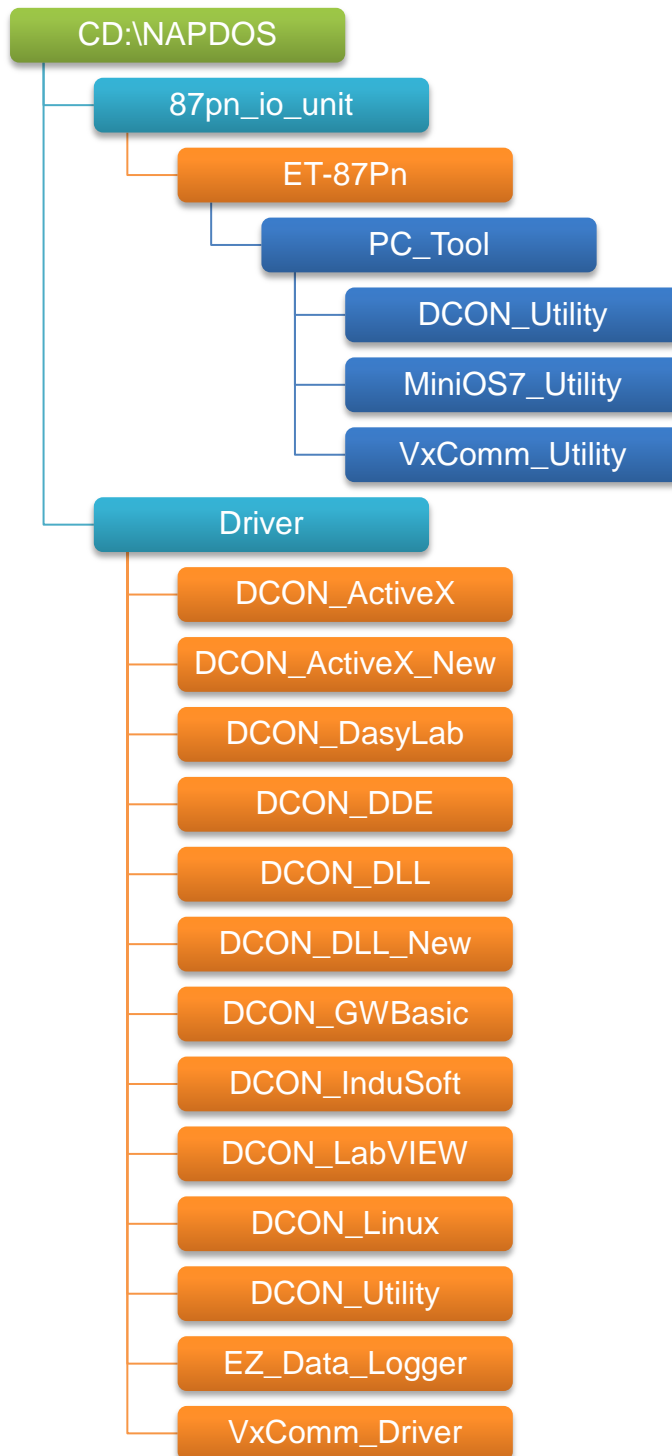 CD:\NAPDOS
87pn_io_unit
ET-87Pn
PC_Tool
DCON_Utility
MiniOS7_Utility
VxComm_Utility
Driver
DCON_ActiveX
DCON_ActiveX_New
DCON_DasyLab
DCON_DDE
DCON_DLL
DCON_DLL_New
DCON_GWBasic
DCON_InduSoft
DCON_LabVIEW
DCON_Linux
DCON_Utility
EZ_Data_Logger
VxComm_Driver